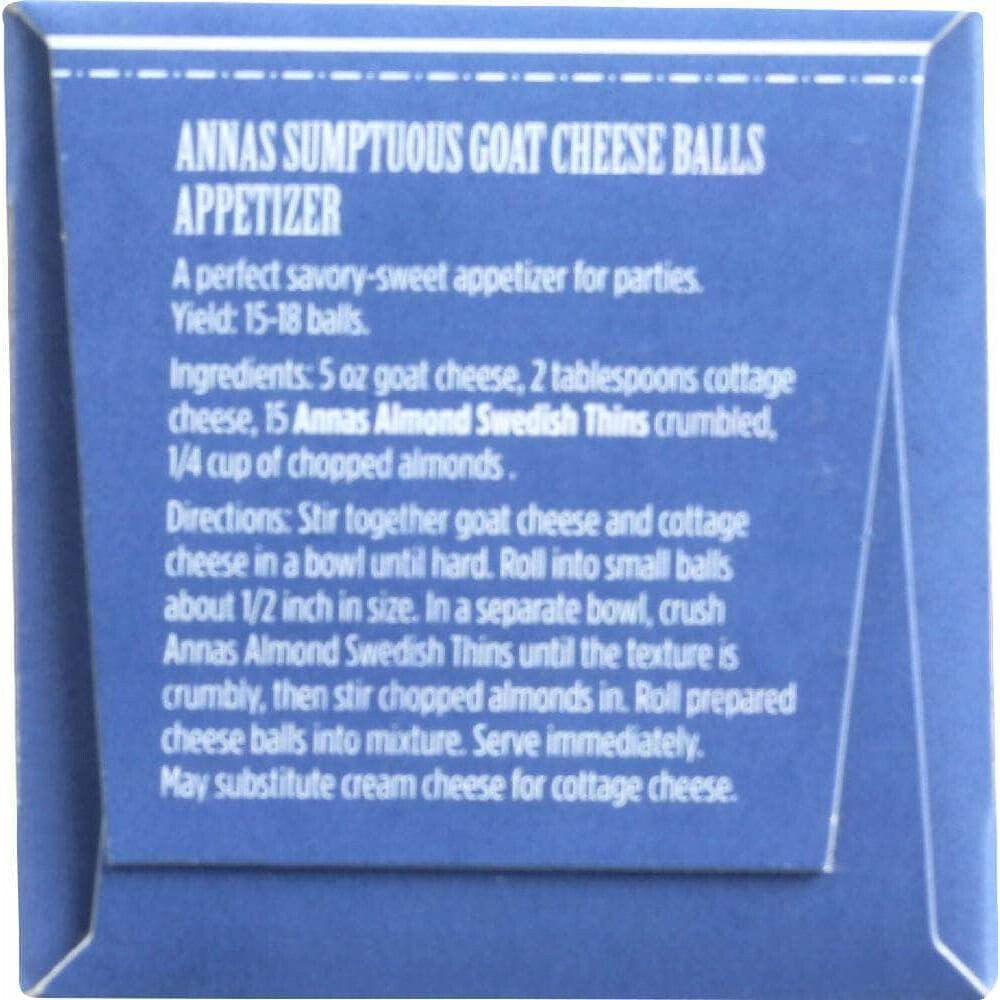 ANNAS SUMPTUOUS GOAT CHEESE BALLS
APPETIZER
A perfect savory-sweet appetizer for parties.
Yield: 15-18 balls.
Ingredients: 5 oz goat cheese, 2 tablespoons cottage
cheese, 15 Annas Almond Swedish Thins crumbled,
1/4 cup of chopped almonds .
Directions: Stir together goat cheese and cottage
cheese in a bowl until hard. Roll into small balls
about 1/2 inch in size. In a separate bowl, crush
Annas Almond Swedish Thins until the texture is
crumbly, then stir chopped almonds in. Roll prepared
cheese balls into mixture. Serve immediately.
May substitute cream cheese for cottage cheese.